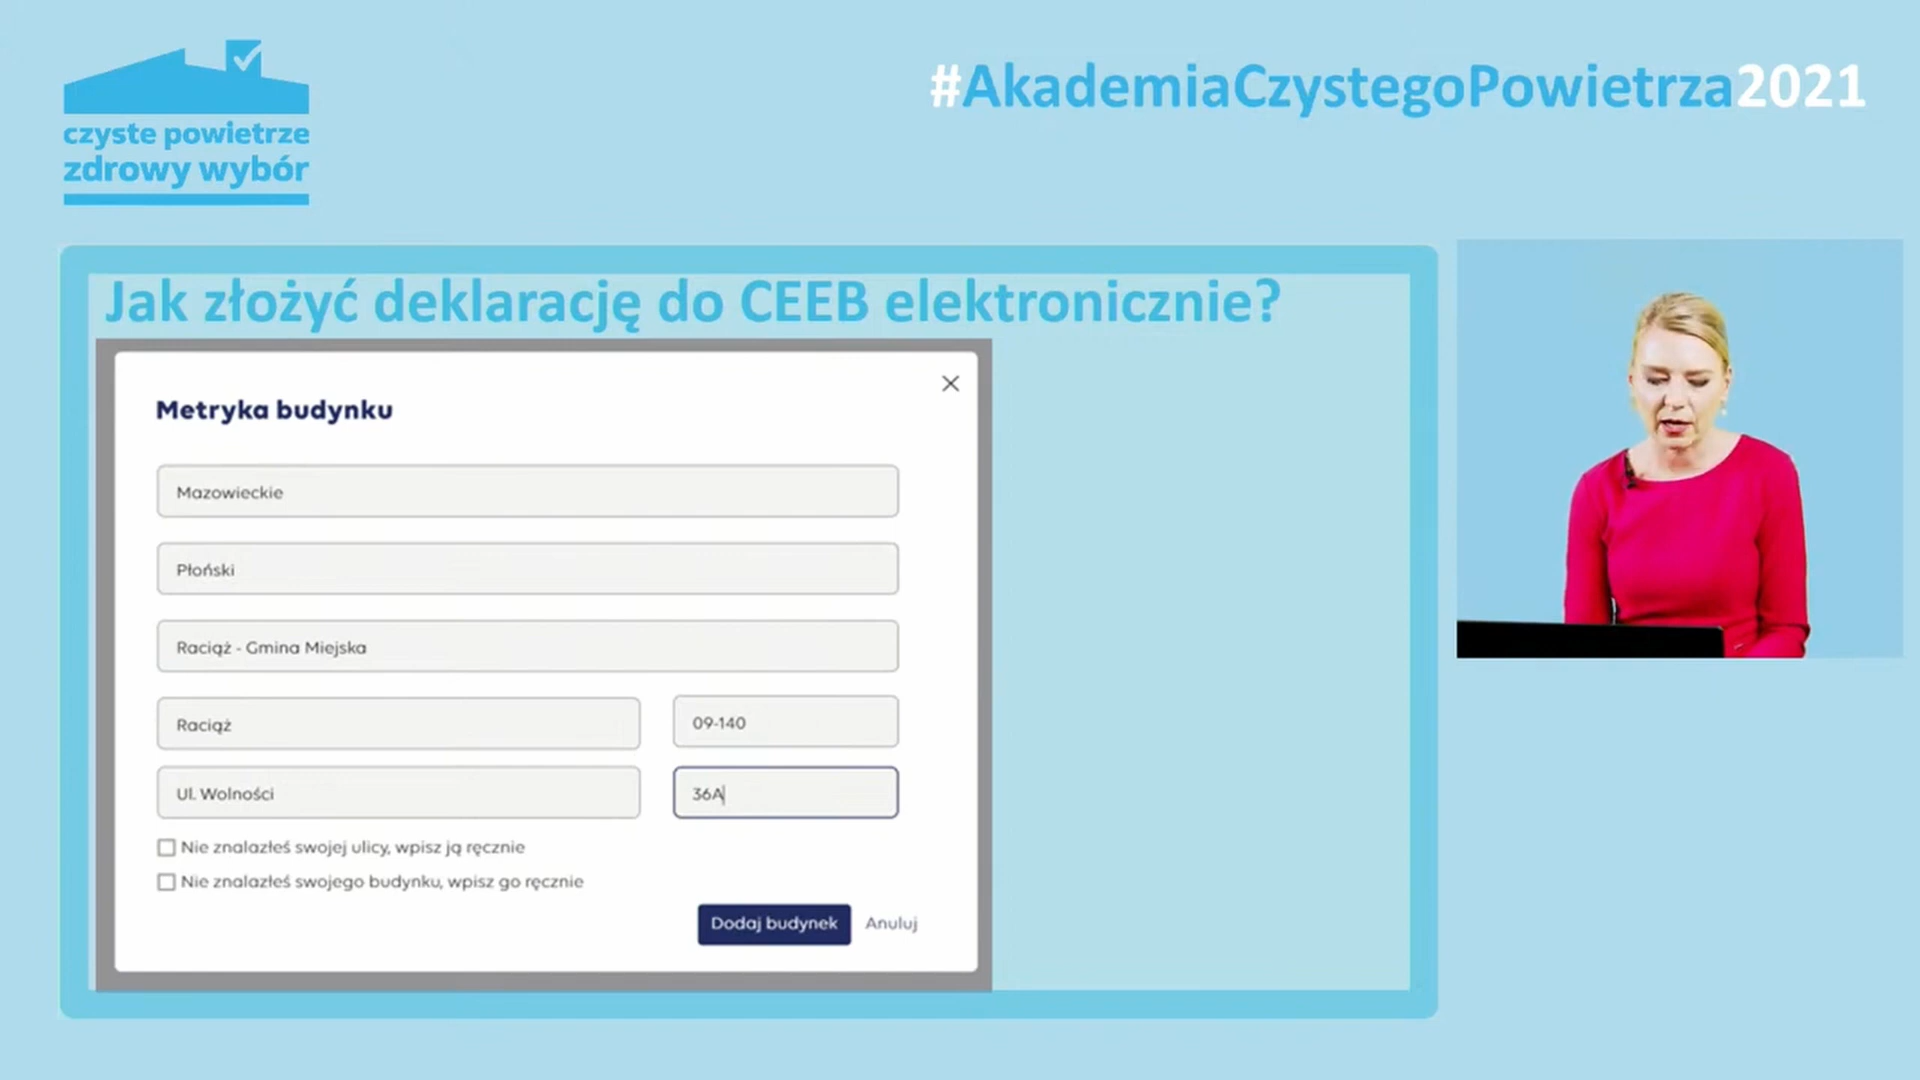 czyste powietrze
zdrowy wybór
#AkademiaCzystegoPowietrza2021
Jak złożyć deklarację do CEEB elektronicznie?
Metryka budynku
Mazowieckie
Płoński
Raciąż - Gmina Miejska
Raciąż
09-140
Ul. Wolności
36A
Nie znalazłeś swojej ulicy, wpisz ją ręcznie
Nie znalazłeś swojego budynku, wpisz go ręcznie
Dodaj budynek
Anuluj